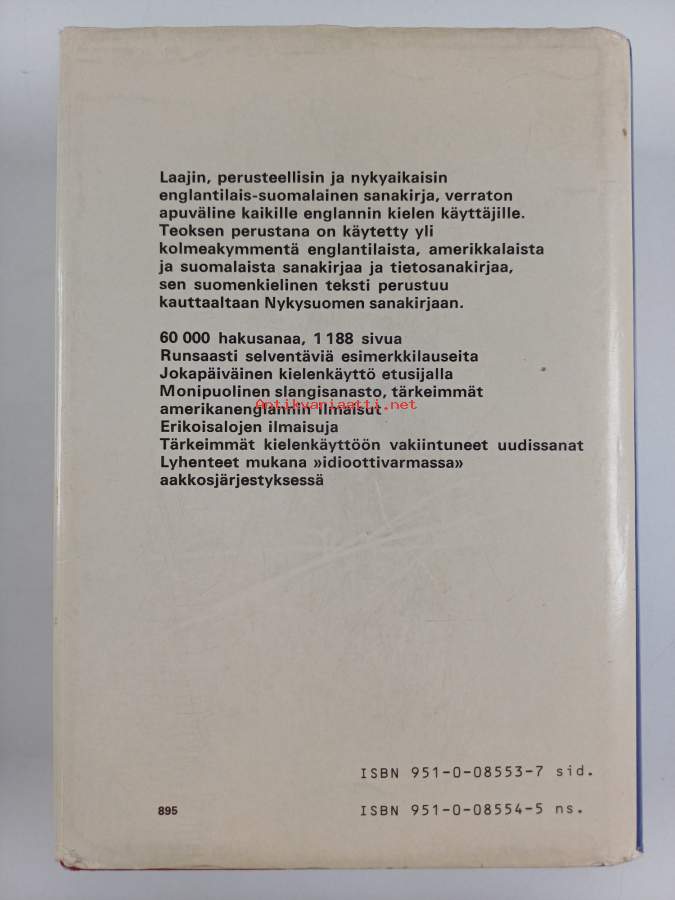 Laajin, perusteellisin ja nykyaikaisin
englantilais-suomalainen sanakirja, verraton
apuväline kaikille englannin kielen käyttäjille.
Teoksen perustana on käytetty yli
kolmeakymmentä englantilaista, amerikkalaista
ja suomalaista sanakirjaa ja tietosanakirjaa,
sen suomenkielinen teksti perustuu
kauttaaltaan Nykysuomen sanakirjaan.
60 000 hakusanaa, 1 188 sivua
Runsaasti selventäviä esimerkkilauseita
Jokapäiväinen kielenkäyttö etusijalla
Monipuolinen slangisanasto, tärkeimmät
amerikanenglannin ilmaisut
Antikvariaatti.net
Erikoisalojen ilmaisuja
Tärkeimmät kielenkäyttöön vakiintuneet uudissanat
Lyhenteet mukana »idioottivarmassa»
aakkosjärjestyksessä
ISBN 951-0-08553-7 sid.
895
ISBN 951-0-08554-5 ns.